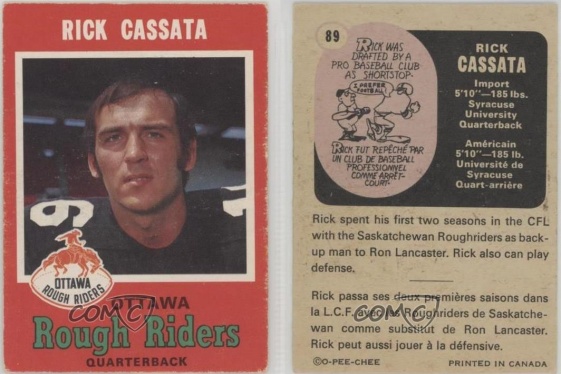 RICK CASSATA
OTTAWA
ROUGH RIDERS
OTTAWA
Rough Riders
QUARTERBACK
COMC
89
RICK WAS
DRAFTED BY A
PRO BASEBALL CLUB
AS SHORTSTOP.
I PREFER
FOOTBALL
RICK FUT REPÊCHÉ PAR
UN CLUB DE BASEBALL
PROFESSIONNEL
COMME ARRÊT-
COURT.
RICK
CASSATA
Import
5'10"—185 lbs.
Syracuse
University
Quarterback
Américain
5'10"—185 lb.
Université de
Syracuse
Quart-arrière
Rick spent his first two seasons in the CFL
with the Saskatchewan Roughriders as back-
up man to Ron Lancaster. Rick also can play
defense.
Rick passa ses deux premières saisons dans
la L.C.F. avec les Roughriders de Saskatche-
wan comme substitut de Ron Lancaster.
Rick peut aussi jouer à la défensive.
COMC
©O-PEE-CHEE PRINTED IN CANADA